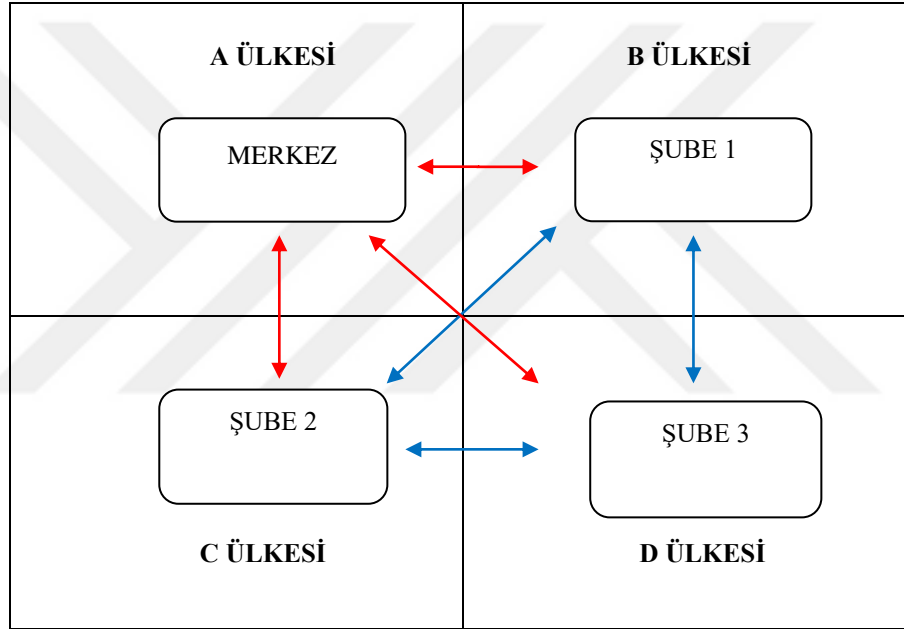 A ÜLKESİ
B ÜLKESİ
MERKEZ
ŞUBE 1
ŞUBE 2
ŞUBE 3
C ÜLKESİ
D ÜLKESİ